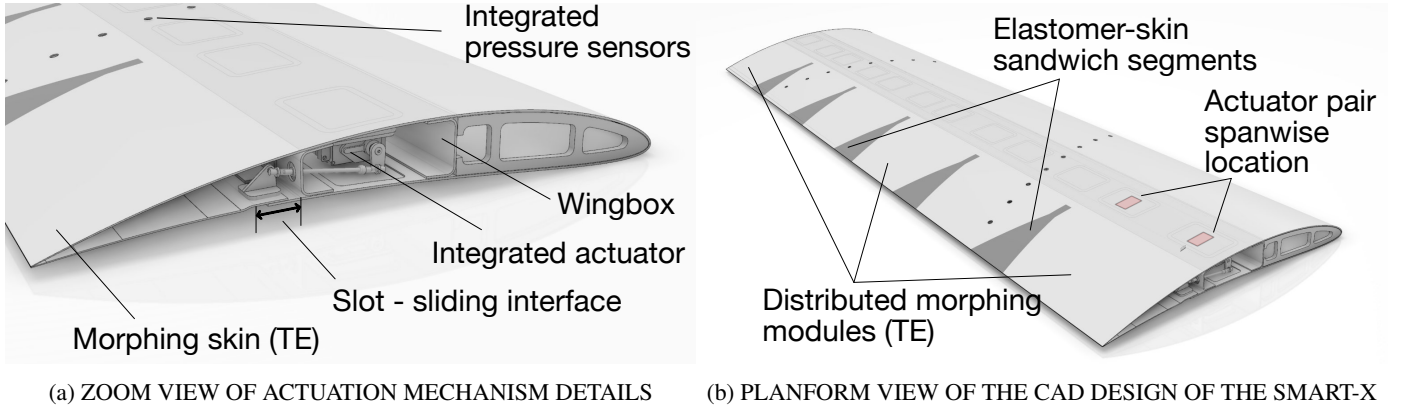 Integrated
pressure sensors
Wingbox
Integrated actuator
Slot - sliding interface
Morphing skin (TE)
(a) ZOOM VIEW OF ACTUATION MECHANISM DETAILS
Elastomer-skin
sandwich segments
Actuator pair
spanwise
location
Distributed morphing
modules (TE)
(b) PLANFORM VIEW OF THE CAD DESIGN OF THE SMART-X